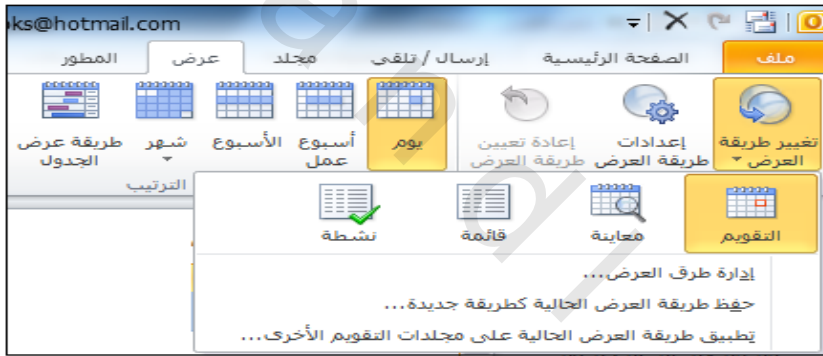 oks@hotmail.com
ملف
الصفحة الرئيسية
إرسال / تلقي
مجلد
عرض
المطور
تغيير طريقة
العرض
إعدادات
طريقة العرض
إعادة تعيين
طريقة العرض
يوم
أسبوع
عمل
الأسبوع
شهر
طريقة عرض
الجدول
الترتيب
التقويم
معاينة
قائمة
نشطة
إدارة طرق العرض...
حفظ طريقة العرض الحالية كطريقة جديدة...
تطبيق طريقة العرض الحالية على مجلدات التقويم الأخرى...